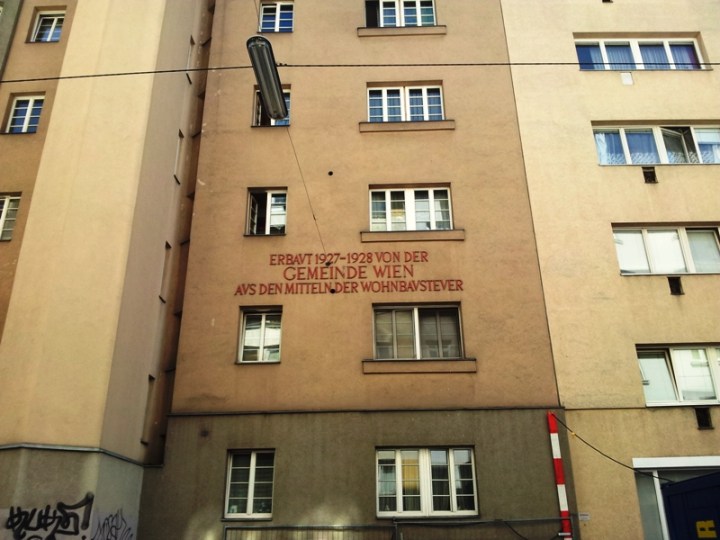 ERBAVT 1927-1928 VON DER
GEMEINDE WIEN
AVS DEN MITTELN DER WOHNBAVSTEVER